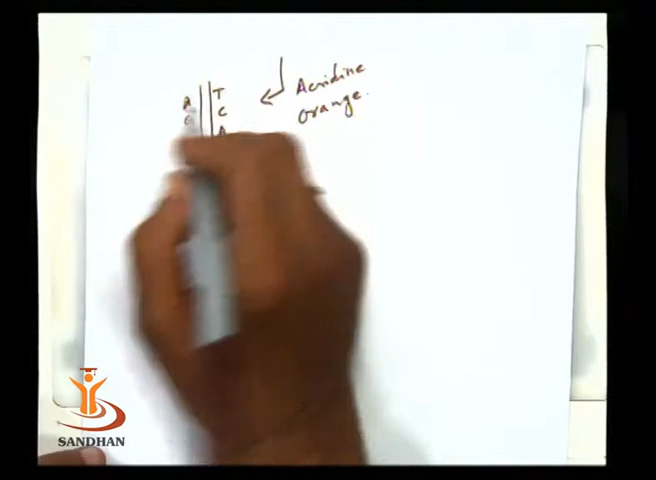 Acridine
orange.
A T
G C
A
SANDHAN